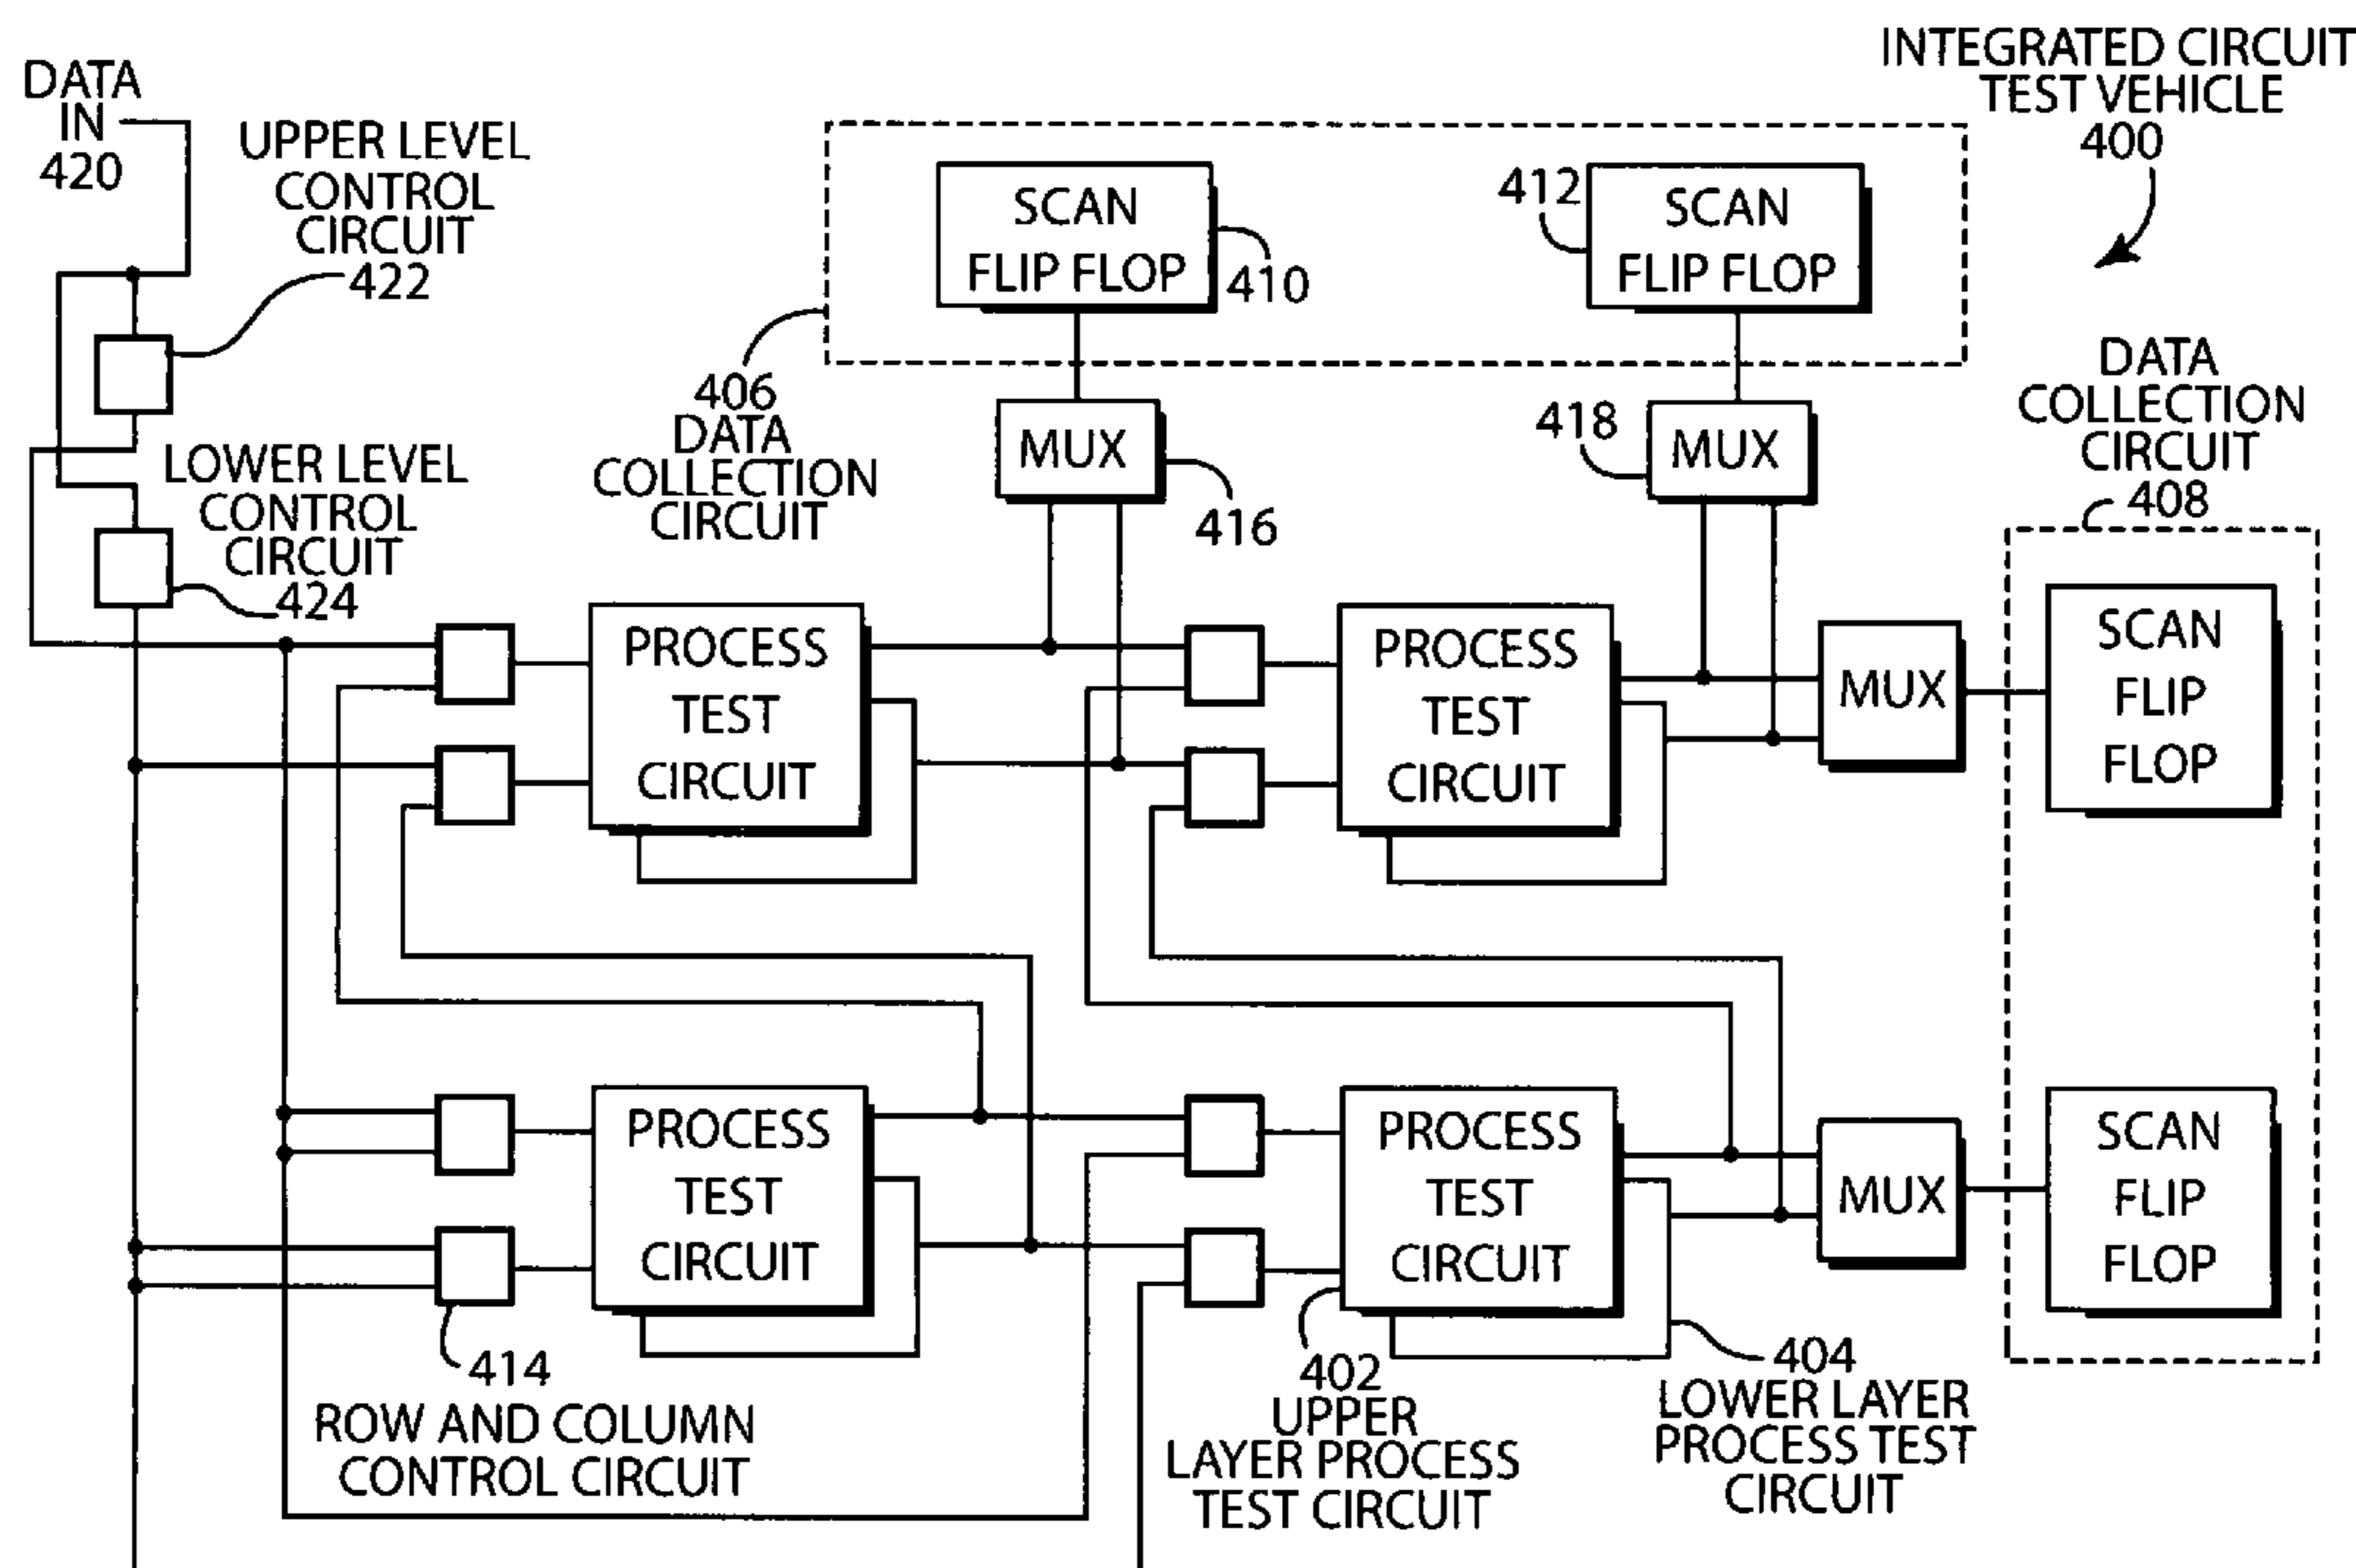 INTEGRATED CIRCUIT
TEST VEHICLE
400
DATA
IN
420
UPPER LEVEL
CONTROL
CIRCUIT
422
SCAN
FLIP FLOP
410
412
SCAN
FLIP FLOP
406
DATA
COLLECTION
CIRCUIT
MUX
416
418
MUX
DATA
COLLECTION
CIRCUIT
408
LOWER LEVEL
CONTROL
CIRCUIT
424
PROCESS
TEST
CIRCUIT
PROCESS
TEST
CIRCUIT
MUX
SCAN
FLIP
FLOP
PROCESS
TEST
CIRCUIT
PROCESS
TEST
CIRCUIT
MUX
SCAN
FLIP
FLOP
414
ROW AND COLUMN
CONTROL CIRCUIT
402
UPPER
LAYER PROCESS
TEST CIRCUIT
404
LOWER LAYER
PROCESS TEST
CIRCUIT